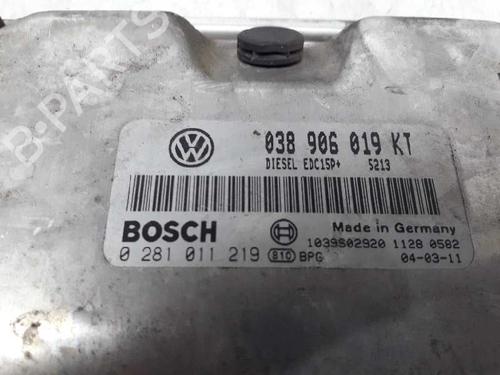 038 906 019 KT
DIESEL EDC15P+ 5213
BOSCH
Made in Germany
1039S02920 1128 0582
0 281 011 219 810 BPG 04-03-11
B-PARTS